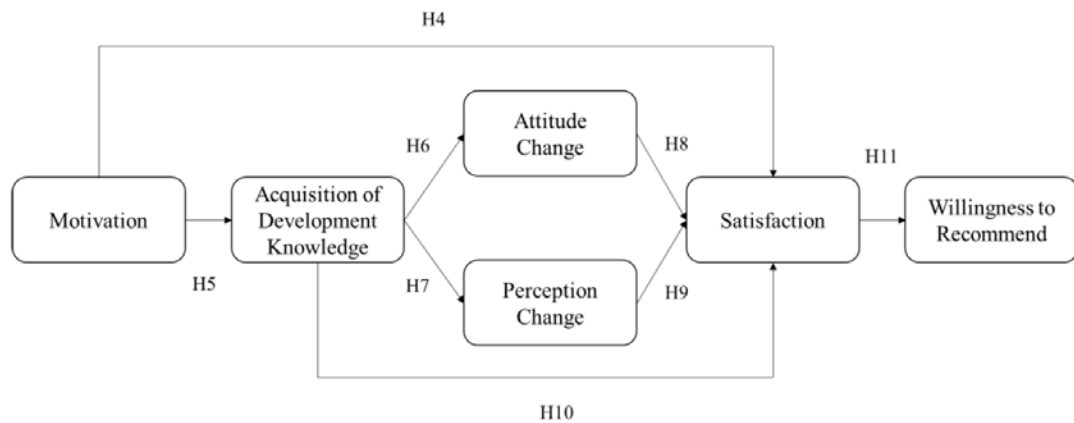 H4
Attitude
Change
H6
H8
H11
Motivation
Acquisition of
Development
Knowledge
Satisfaction
Willingness to
Recommend
H5
H7
Perception
Change
H9
H10